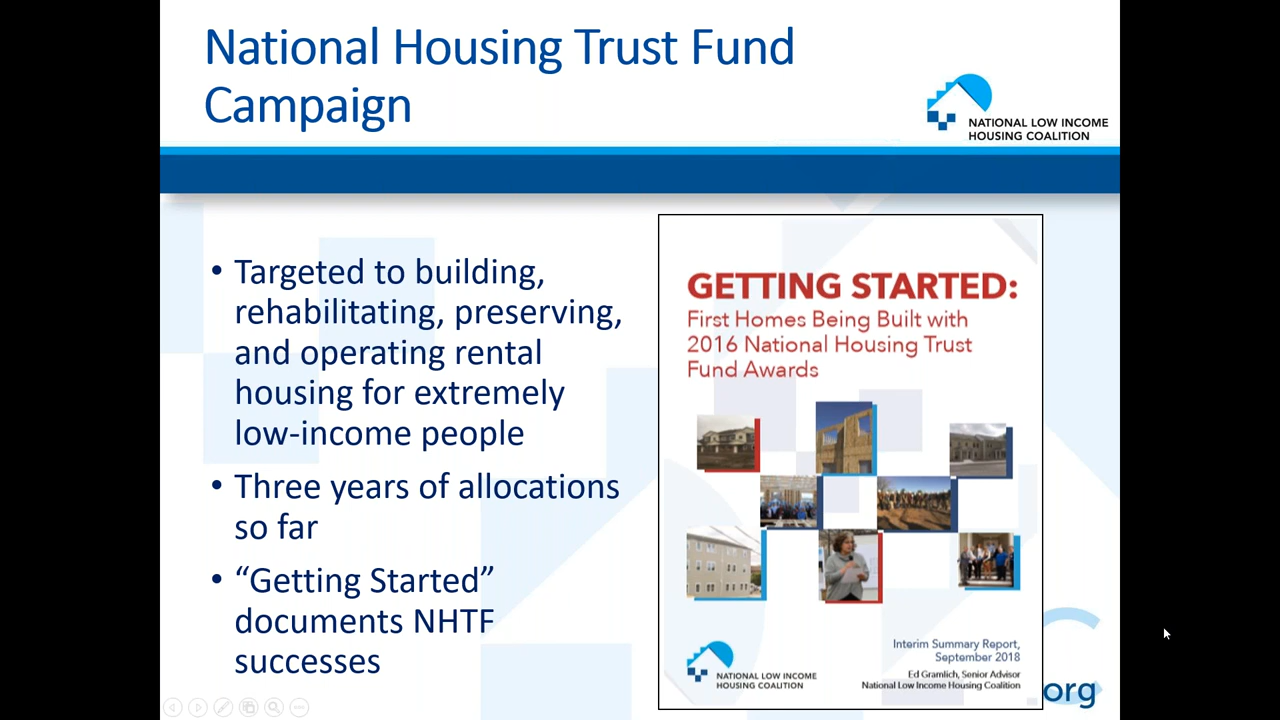 National Housing Trust Fund
Campaign
NATIONAL LOW INCOME
HOUSING COALITION
• Targeted to building,
rehabilitating, preserving,
and operating rental
housing for extremely
low-income people
• Three years of allocations
so far
• “Getting Started”
documents NHTF
successes
GETTING STARTED:
First Homes Being Built with
2016 National Housing Trust
Fund Awards
Interim Summary Report,
September 2018
Ed Gramlich, Senior Advisor
National Low Income Housing Coalition
NATIONAL LOW INCOME
HOUSING COALITION
.org